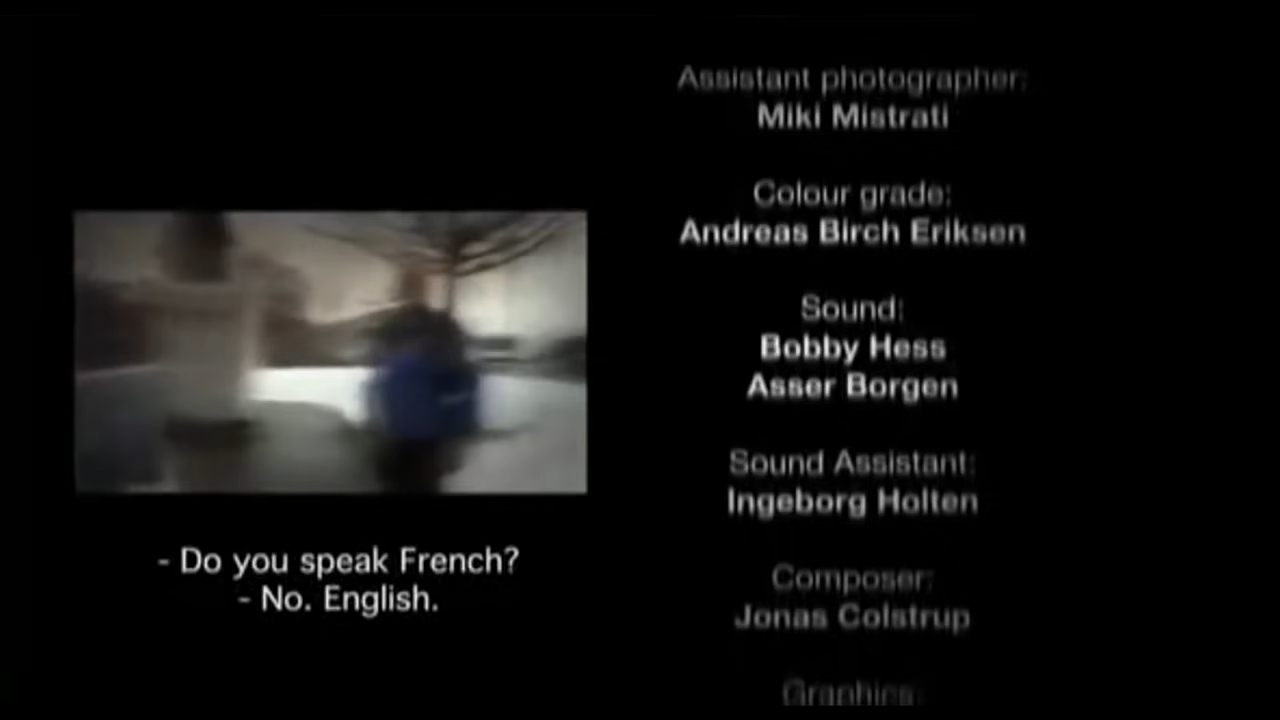 - Do you speak French?
- No. English.
Assistant photographer:
Miki Mistrati
Colour grade:
Andreas Birch Eriksen
Sound:
Bobby Hess
Asser Borgen
Sound Assistant:
Ingeborg Holten
Composer:
Jonas Colstrup
Graphics: